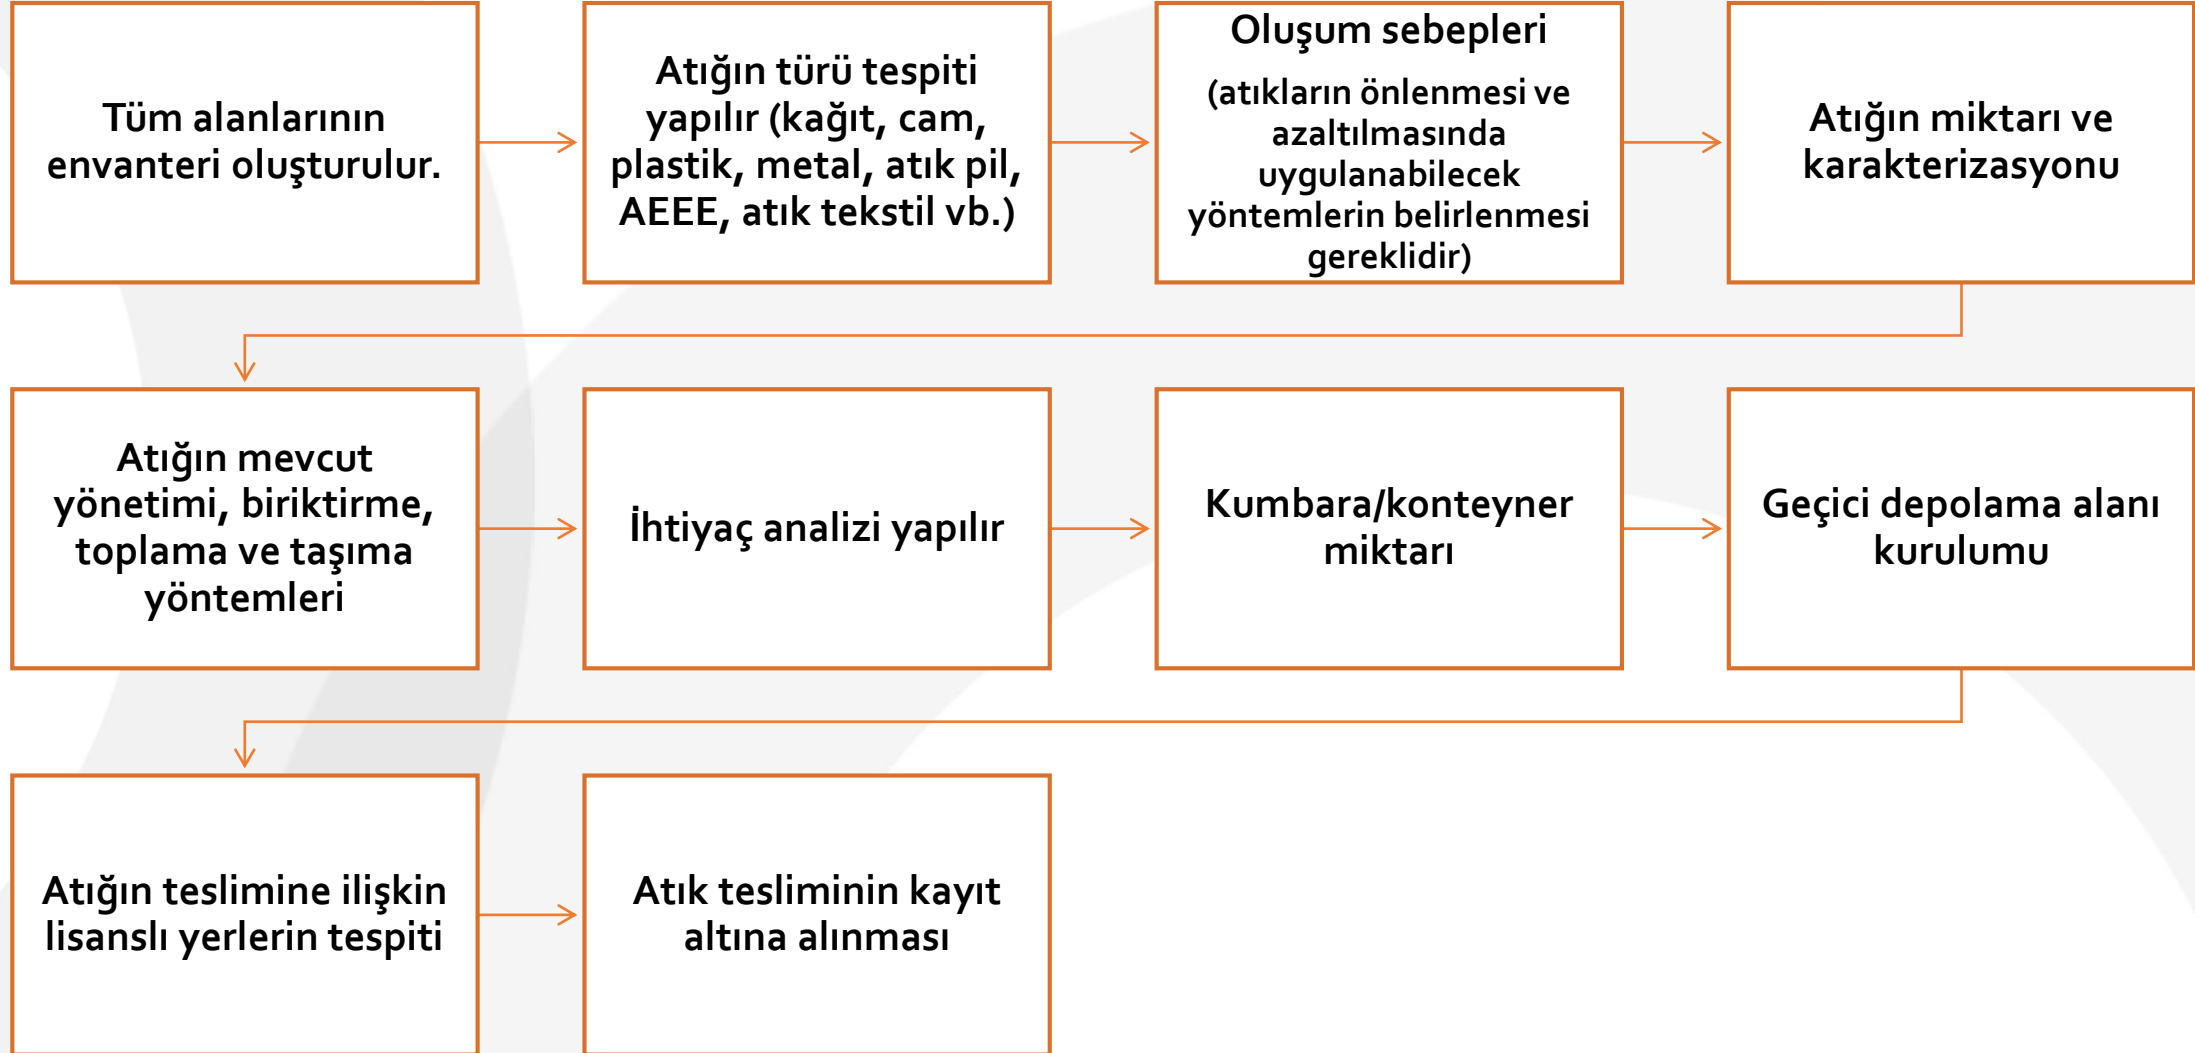 Tüm alanlarının
envanteri oluşturulur.
Atığın türü tespiti
yapılır (kağıt, cam,
plastik, metal, atık pil,
AEEE, atık tekstil vb.)
Oluşum sebepleri
(atıkların önlenmesi ve
azaltılmasında
uygulanabilecek
yöntemlerin belirlenmesi
gereklidir)
Atığın miktarı ve
karakterizasyonu
Atığın mevcut
yönetimi, biriktirme,
toplama ve taşıma
yöntemleri
İhtiyaç analizi yapılır
Kumbara/konteyner
miktarı
Geçici depolama alanı
kurulumu
Atığın teslimine ilişkin
lisanslı yerlerin tespiti
Atık tesliminin kayıt
altına alınması